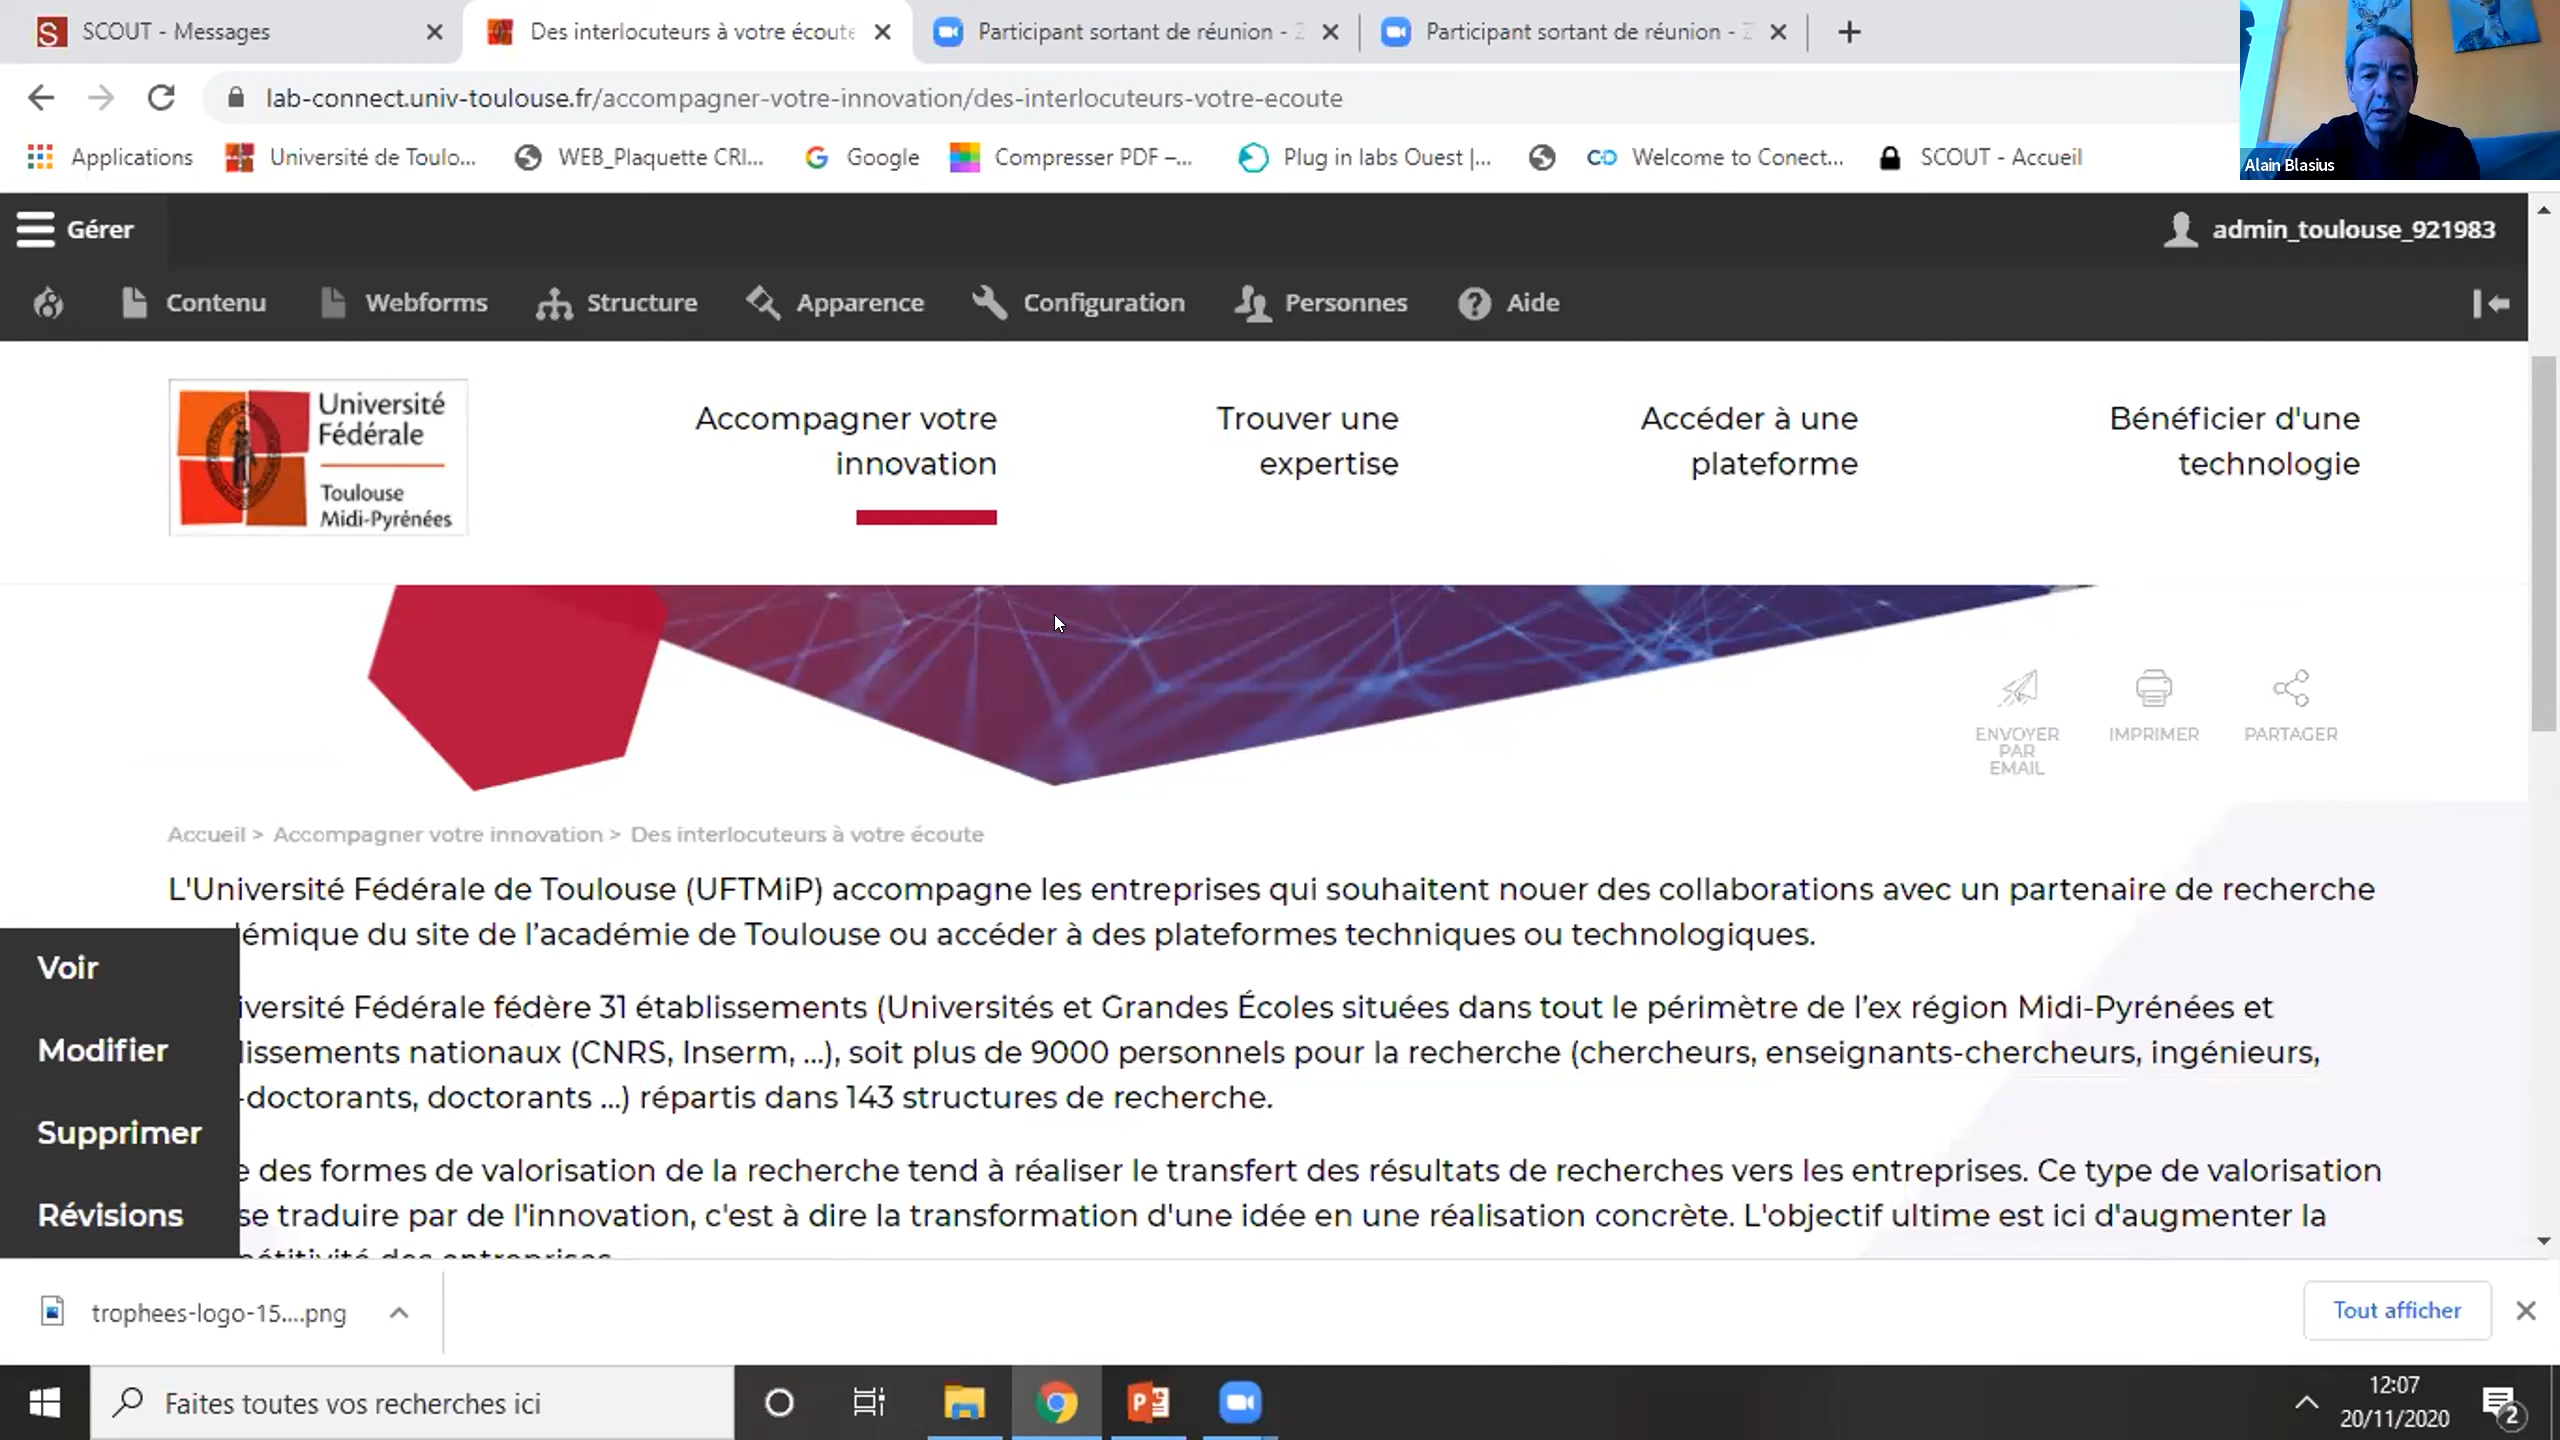 SCOUT - Messages
Des interlocuteurs à votre écoute
Participant sortant de réunion -
Participant sortant de réunion -
Alain Blasius
lab-connect.univ-toulouse.fr/accompagner-votre-innovation/des-interlocuteurs-votre-ecoute
Applications
Université de Toulo...
WEB_Plaquette CRI...
Google
Compresser PDF –...
Plug in labs Ouest |...
Welcome to Conect...
SCOUT - Accueil
Gérer
admin_toulouse_921983
Contenu
Webforms
Structure
Apparence
Configuration
Personnes
Aide
Université
Fédérale
Toulouse
Midi-Pyrénées
Accompagner votre
innovation
Trouver une
expertise
Accéder à une
plateforme
Bénéficier d'une
technologie
ENVOYER
PAR
EMAIL
IMPRIMER
PARTAGER
Accueil > Accompagner votre innovation > Des interlocuteurs à votre écoute
L'Université Fédérale de Toulouse (UFTMiP) accompagne les entreprises qui souhaitent nouer des collaborations avec un partenaire de recherche
émique du site de l’académie de Toulouse ou accéder à des plateformes techniques ou technologiques.
iversité Fédérale fédère 31 établissements (Universités et Grandes Écoles situées dans tout le périmètre de l’ex région Midi-Pyrénées et
lissements nationaux (CNRS, Inserm, ...), soit plus de 9000 personnels pour la recherche (chercheurs, enseignants-chercheurs, ingénieurs,
-doctorants, doctorants ...) répartis dans 143 structures de recherche.
e des formes de valorisation de la recherche tend à réaliser le transfert des résultats de recherches vers les entreprises. Ce type de valorisation
se traduire par de l'innovation, c'est à dire la transformation d'une idée en une réalisation concrète. L'objectif ultime est ici d'augmenter la
étitivité des entreprises.
Voir
Modifier
Supprimer
Révisions
trophees-logo-15....png
Tout afficher
Faites toutes vos recherches ici
12:07
20/11/2020
2